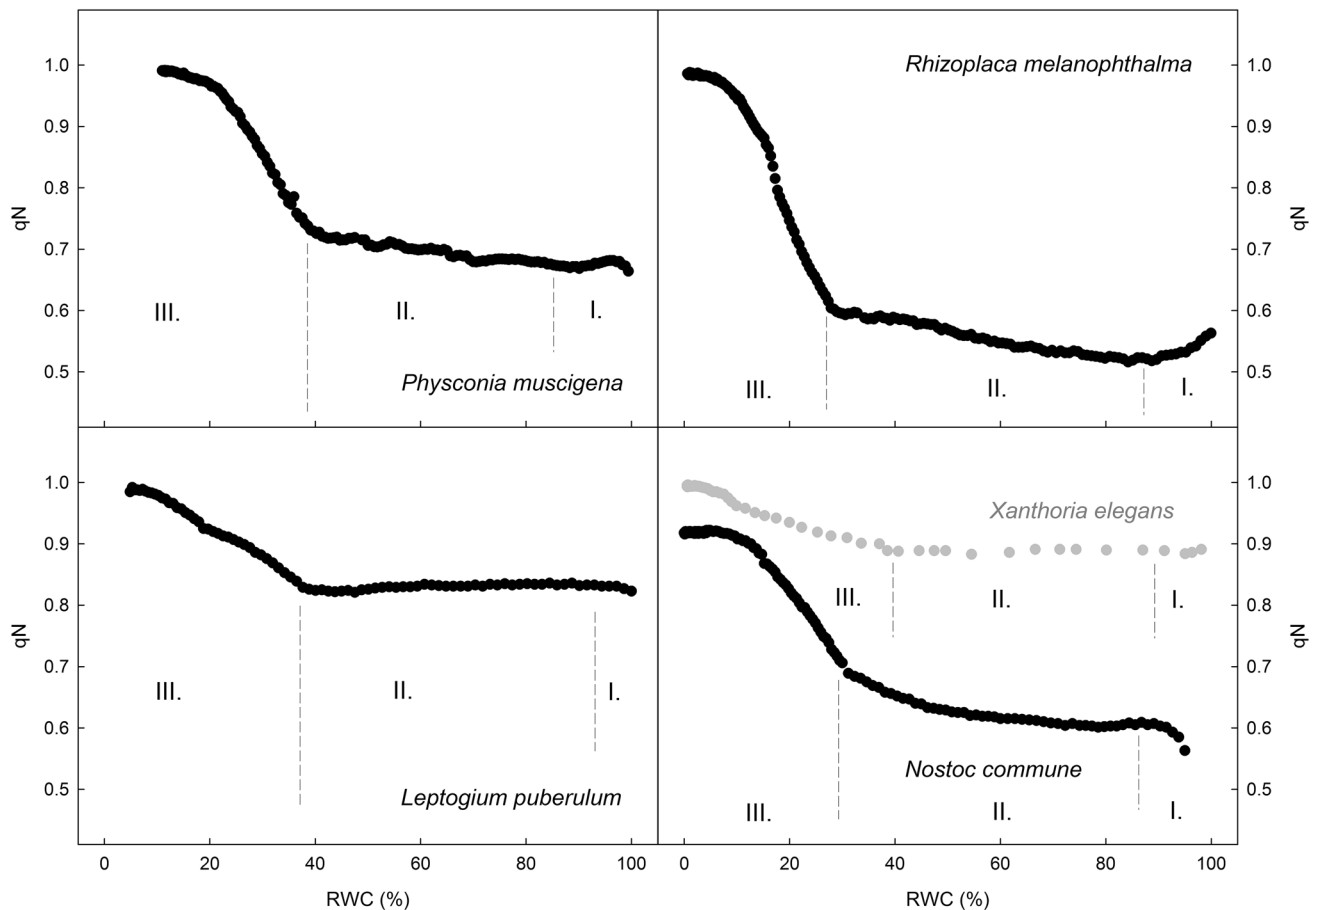 1.0
0.9
0.8
0.7
0.6
0.5
qN
III.
II.
I.
Physconia muscigena
Rhizoplaca melanophthalma
1.0
0.9
0.8
0.7
0.6
0.5
qN
III.
II.
I.
1.0
0.9
0.8
0.7
0.6
0.5
qN
III.
II.
I.
Leptogium puberulum
0
20
40
60
80
100
RWC (%)
Xanthoria elegans
III.
II.
I.
Nostoc commune
III.
II.
I.
1.0
0.9
0.8
0.7
0.6
0.5
qN
0
20
40
60
80
100
RWC (%)